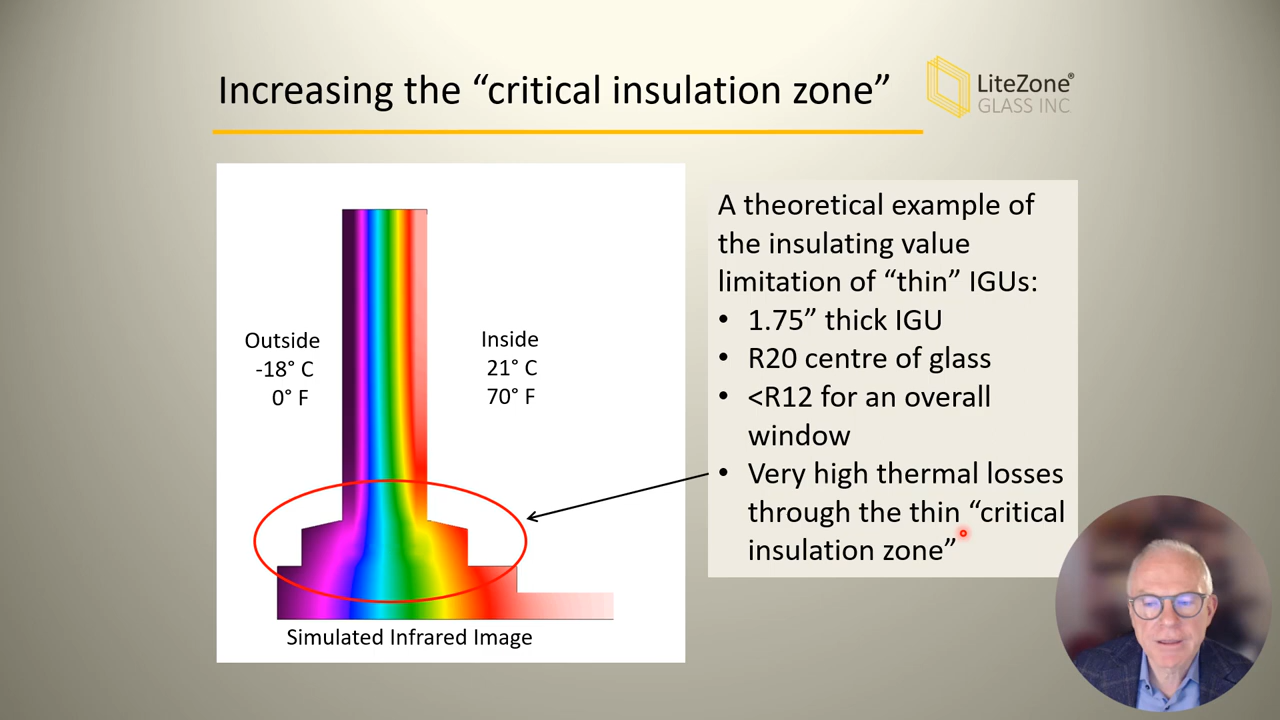 Increasing the “critical insulation zone”
LiteZone®
GLASS INC
Outside
-18° C
0° F
Inside
21° C
70° F
Simulated Infrared Image
A theoretical example of
the insulating value
limitation of “thin” IGUs:
• 1.75” thick IGU
• R20 centre of glass
• <R12 for an overall
window
• Very high thermal losses
through the thin “critical
insulation zone”